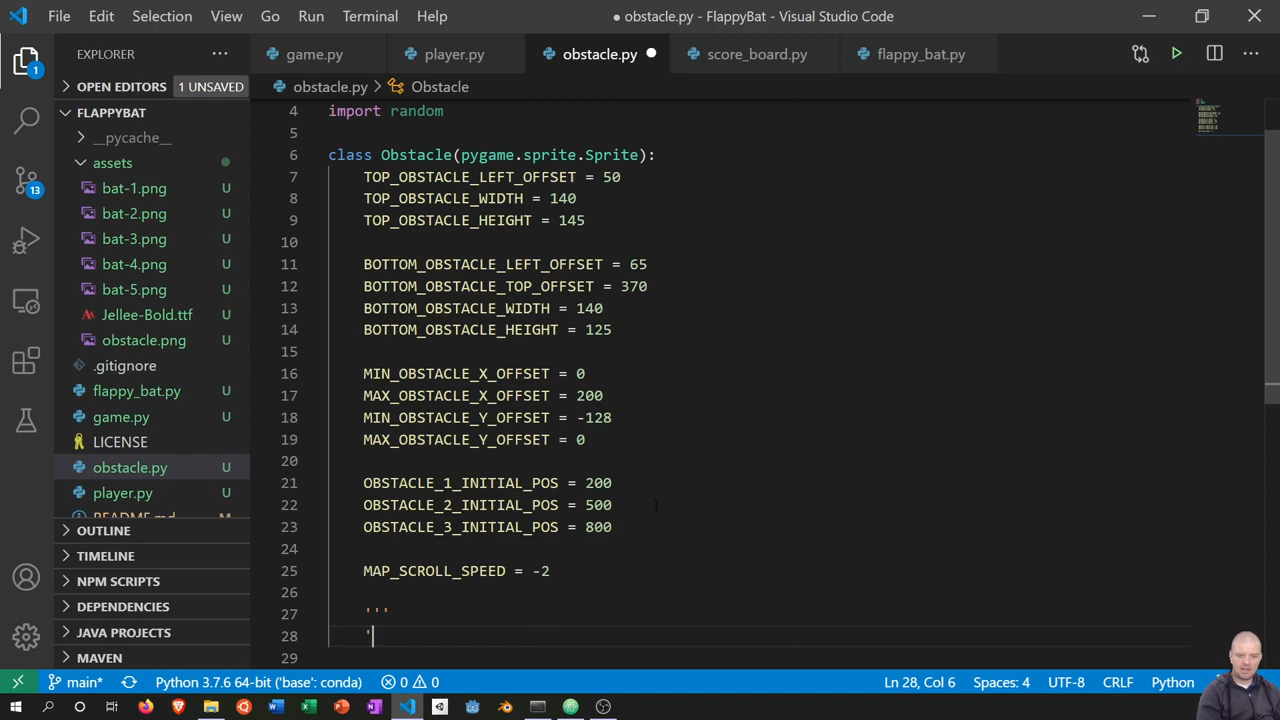 File Edit Selection View Go Run Terminal Help ● obstacle.py - FlappyBat - Visual Studio Code
EXPLORER ···
game.py player.py obstacle.py ● score_board.py flappy_bat.py
OPEN EDITORS 1 UNSAVED
obstacle.py > Obstacle
FLAPPYBAT
__pycache__
assets
bat-1.png U
bat-2.png U
bat-3.png U
bat-4.png U
bat-5.png U
Jellee-Bold.ttf U
obstacle.png U
.gitignore
flappy_bat.py U
game.py U
LICENSE
obstacle.py U
player.py U
README.md
OUTLINE
TIMELINE
NPM SCRIPTS
DEPENDENCIES
JAVA PROJECTS
MAVEN
1
13
4 import random
5
6 class Obstacle(pygame.sprite.Sprite):
7 TOP_OBSTACLE_LEFT_OFFSET = 50
8 TOP_OBSTACLE_WIDTH = 140
9 TOP_OBSTACLE_HEIGHT = 145
10
11 BOTTOM_OBSTACLE_LEFT_OFFSET = 65
12 BOTTOM_OBSTACLE_TOP_OFFSET = 370
13 BOTTOM_OBSTACLE_WIDTH = 140
14 BOTTOM_OBSTACLE_HEIGHT = 125
15
16 MIN_OBSTACLE_X_OFFSET = 0
17 MAX_OBSTACLE_X_OFFSET = 200
18 MIN_OBSTACLE_Y_OFFSET = -128
19 MAX_OBSTACLE_Y_OFFSET = 0
20
21 OBSTACLE_1_INITIAL_POS = 200
22 OBSTACLE_2_INITIAL_POS = 500
23 OBSTACLE_3_INITIAL_POS = 800
24
25 MAP_SCROLL_SPEED = -2
26
27 '''
28 '
29
main* Python 3.7.6 64-bit ('base': conda) 0 0 Ln 28, Col 6 Spaces: 4 UTF-8 CRLF Python